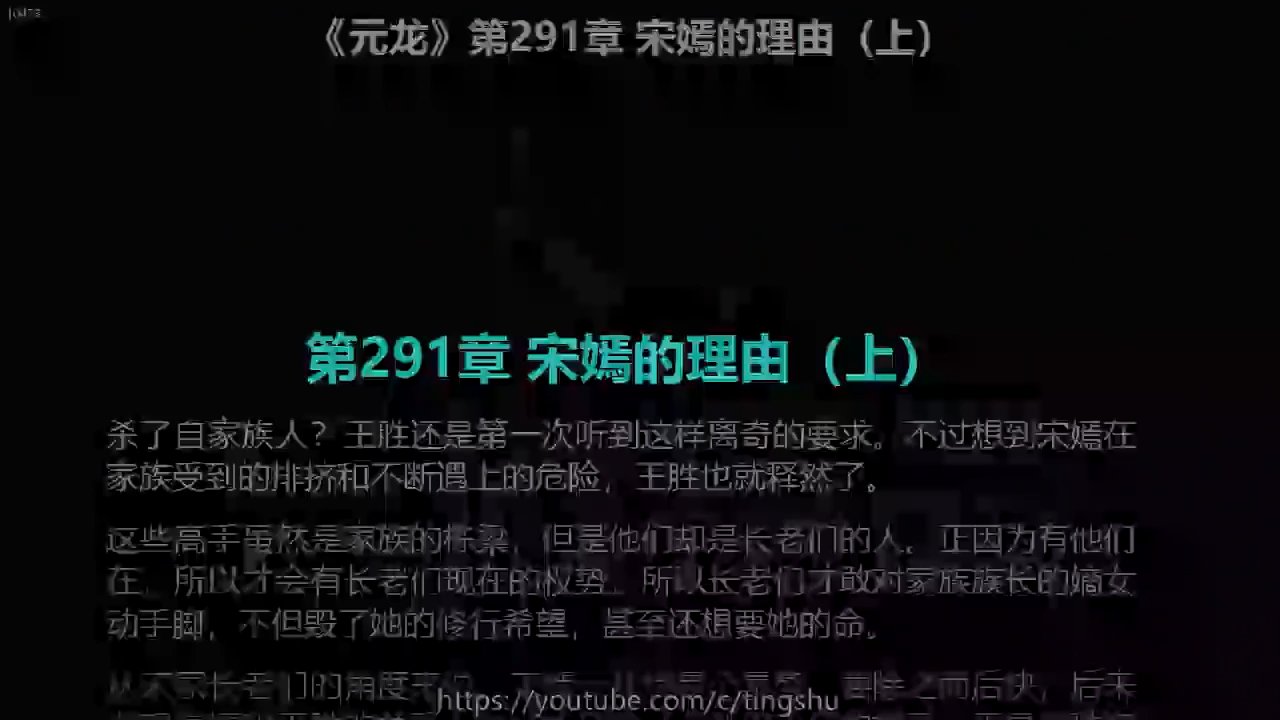 《元龙》第291章 宋嫣的理由（上）
第291章 宋嫣的理由（上）
杀了自家族人？王胜还是第一次听到这样离奇的要求。不过想到宋嫣在
家族受到的排挤和不断遇上的危险，王胜也就释然了。
这些高手虽然是家族的栋梁，但是他们却是长老们的人，正因为有他们
在，所以才会有长老们现在的权势，所以长老们才敢对家族族长的嫡女
动手脚，不但毁了她的修行希望，甚至还想要她的命。
https://youtube.com/c/tingshu